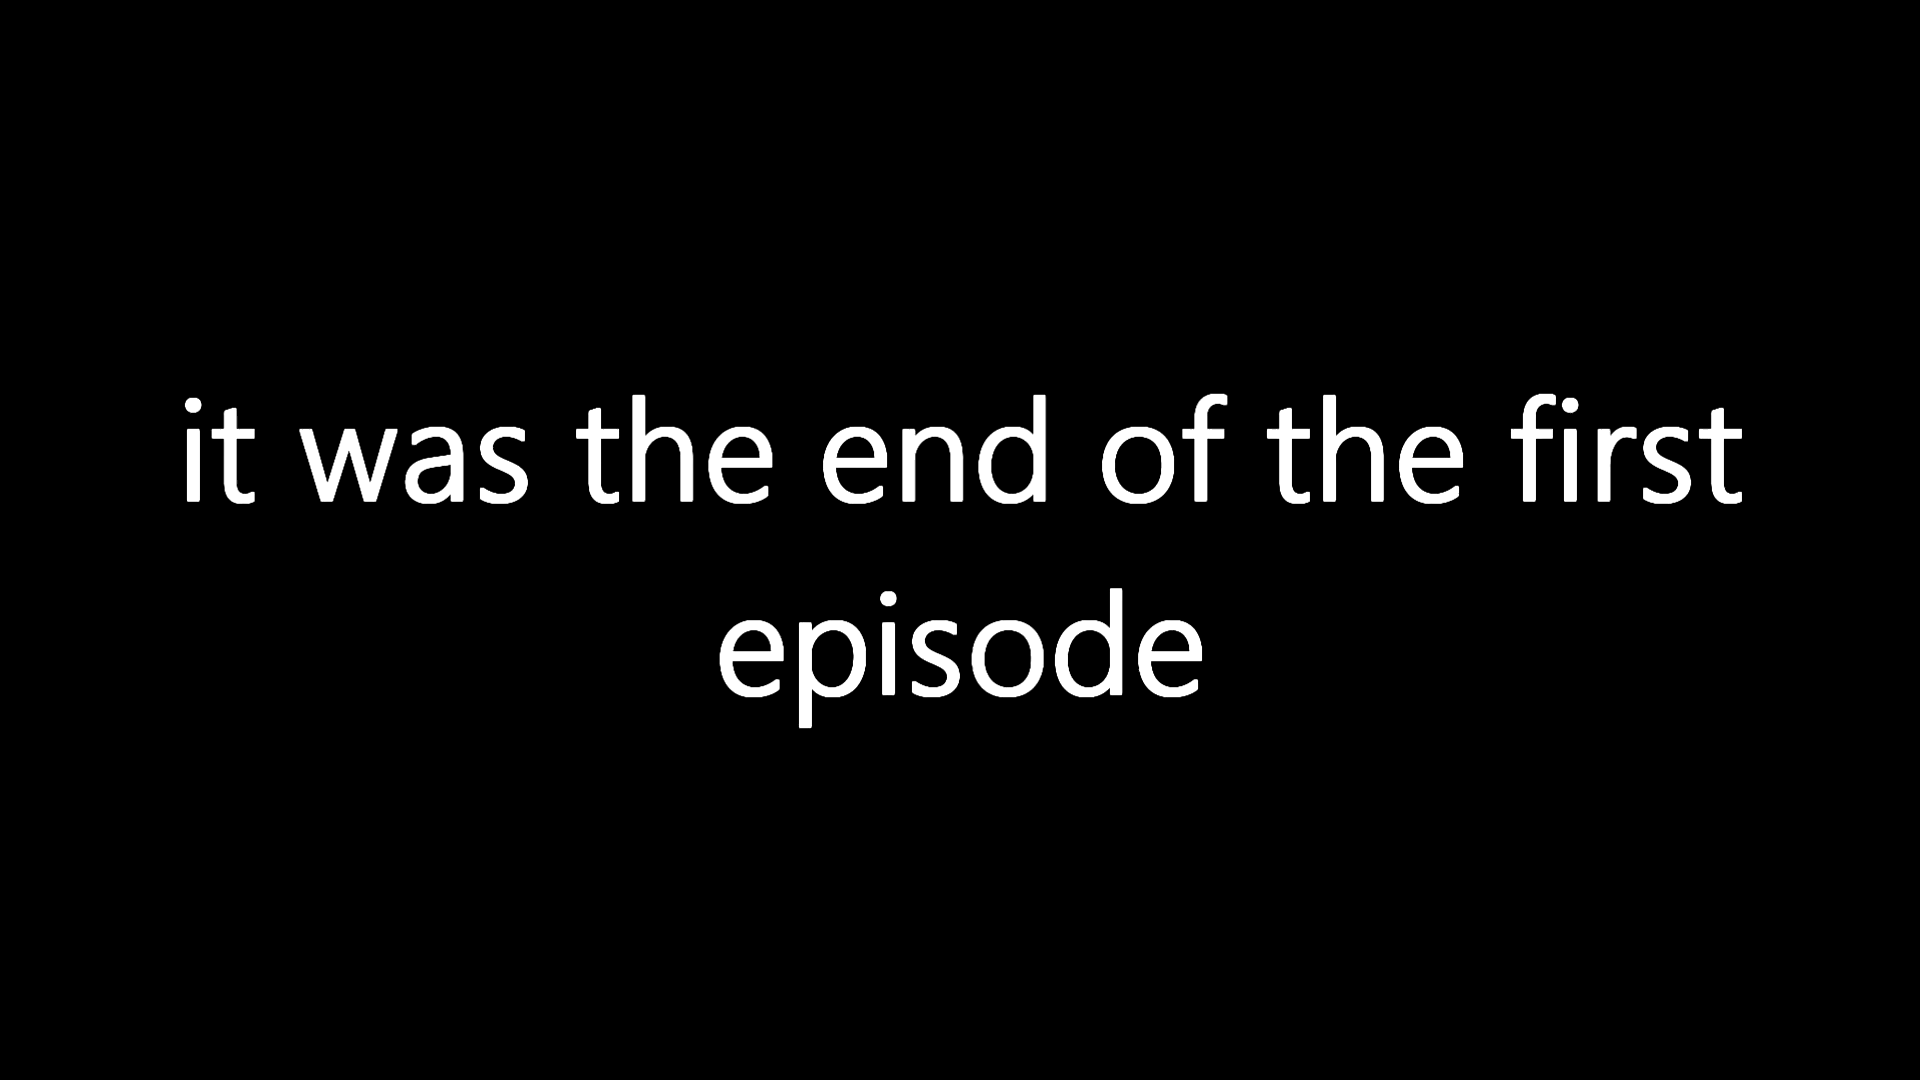 it was the end of the first
episode